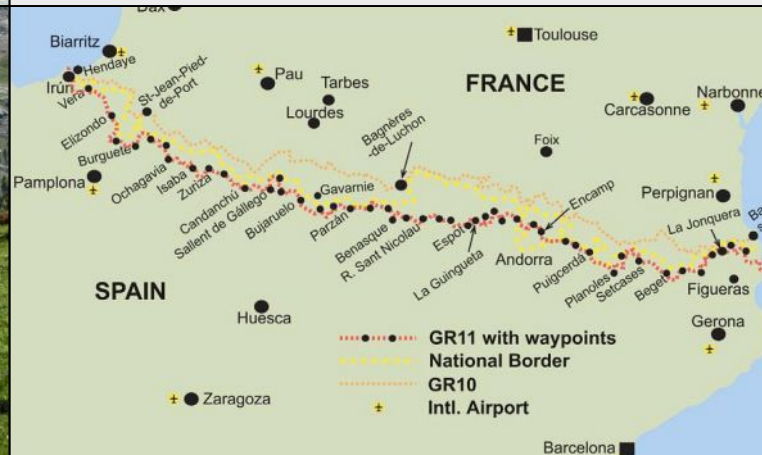 Dax
Biarritz
Hendaye
Irún
Vera
St-Jean-Pied-
de-Port
Elizondo
Burguete
Pamplona
Ochagavia
Isaba
Zuriza
Candanchú
Sallent de Gállego
Bujaruelo
Gavarnie
Parzán
Benasque
R. Sant Nicolau
Espot
La Guingueta
Encamp
Andorra
Puigcerdá
Planoles
Setcases
Beget
La Jonquera
Figueras
Gerona
Toulouse
Pau
Tarbes
Lourdes
FRANCE
Bagnères
-de-Luchon
Foix
Carcasonne
Narbonne
Perpignan
SPAIN
Huesca
Zaragoza
Barcelona
GR11 with waypoints
National Border
GR10
Intl. Airport